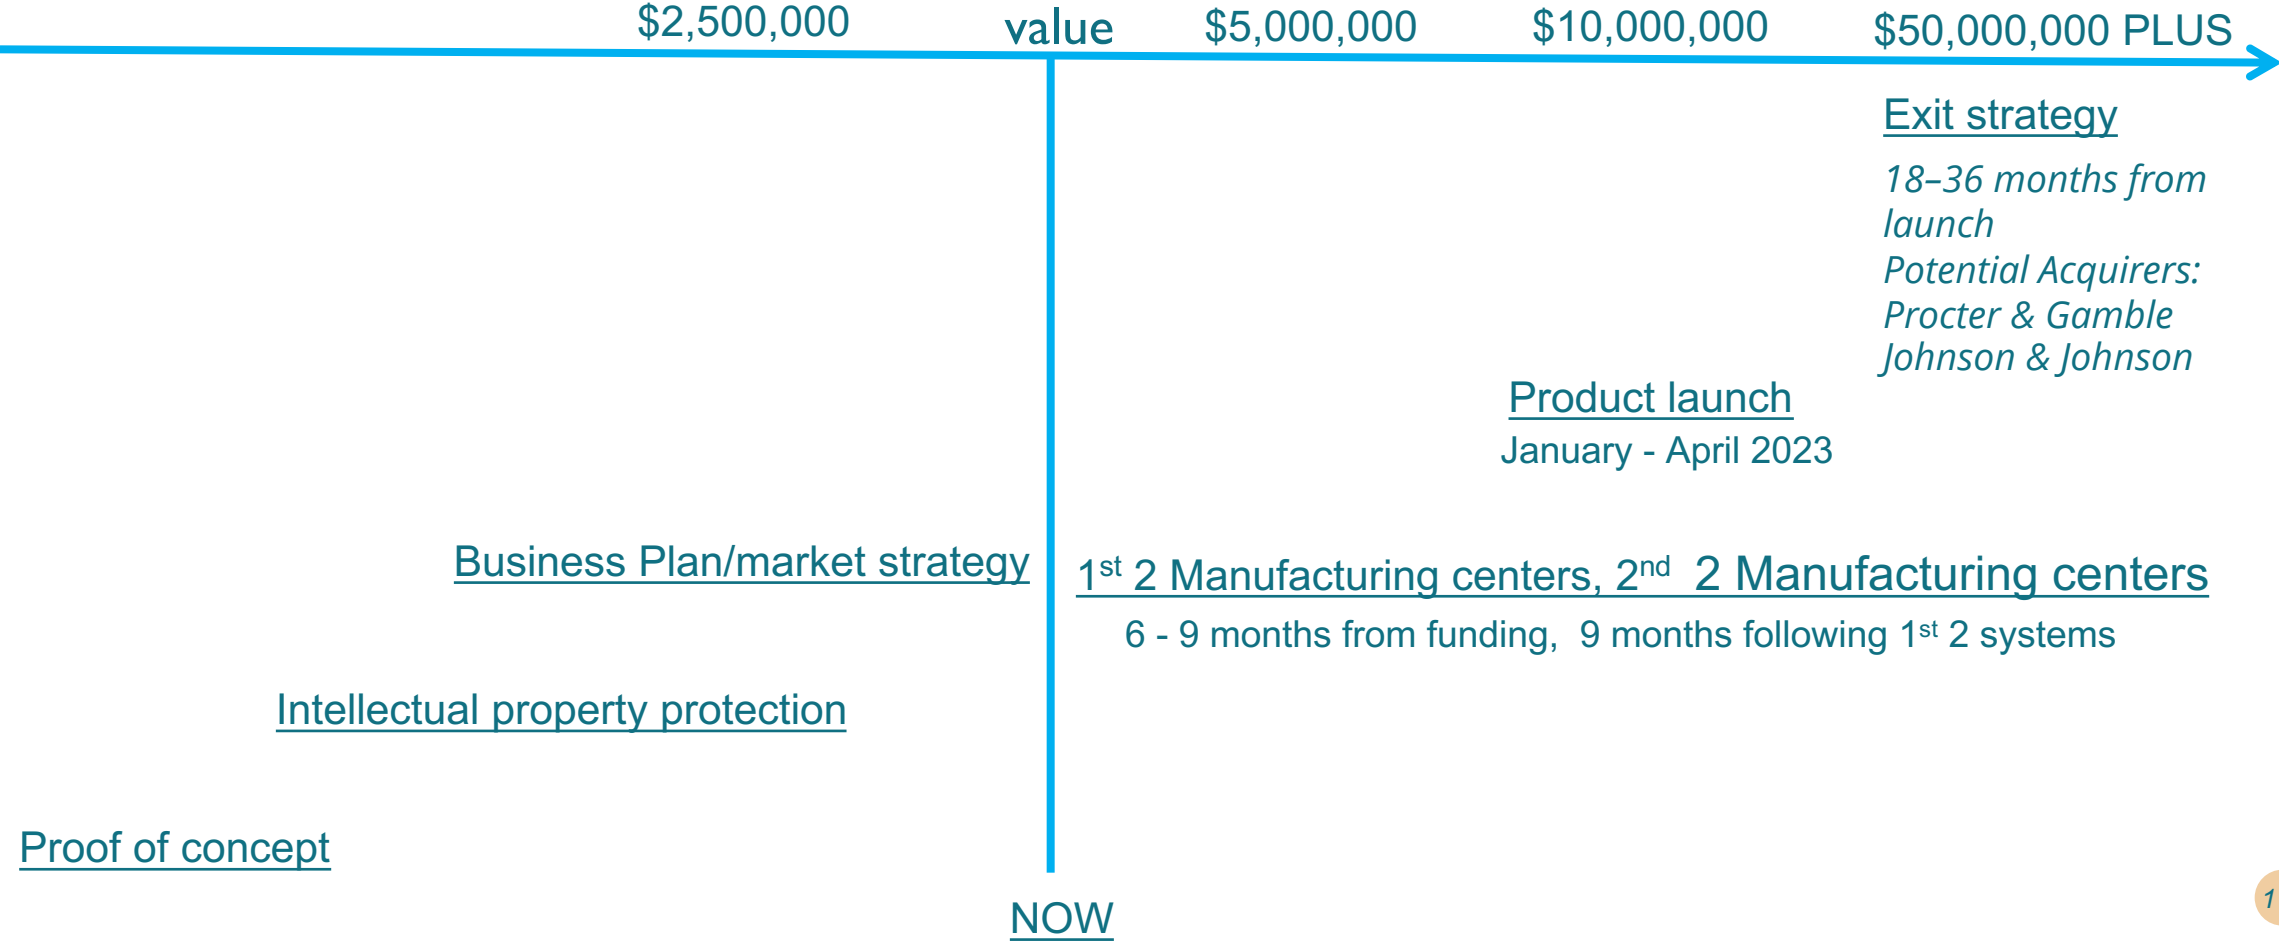 $2,500,000 value $5,000,000 $10,000,000 $50,000,000 PLUS
Exit strategy
18–36 months from
launch
Potential Acquirers:
Procter & Gamble
Johnson & Johnson
Product launch
January - April 2023
Business Plan/market strategy
1st 2 Manufacturing centers, 2nd 2 Manufacturing centers
6 - 9 months from funding, 9 months following 1st 2 systems
Intellectual property protection
Proof of concept
NOW
1